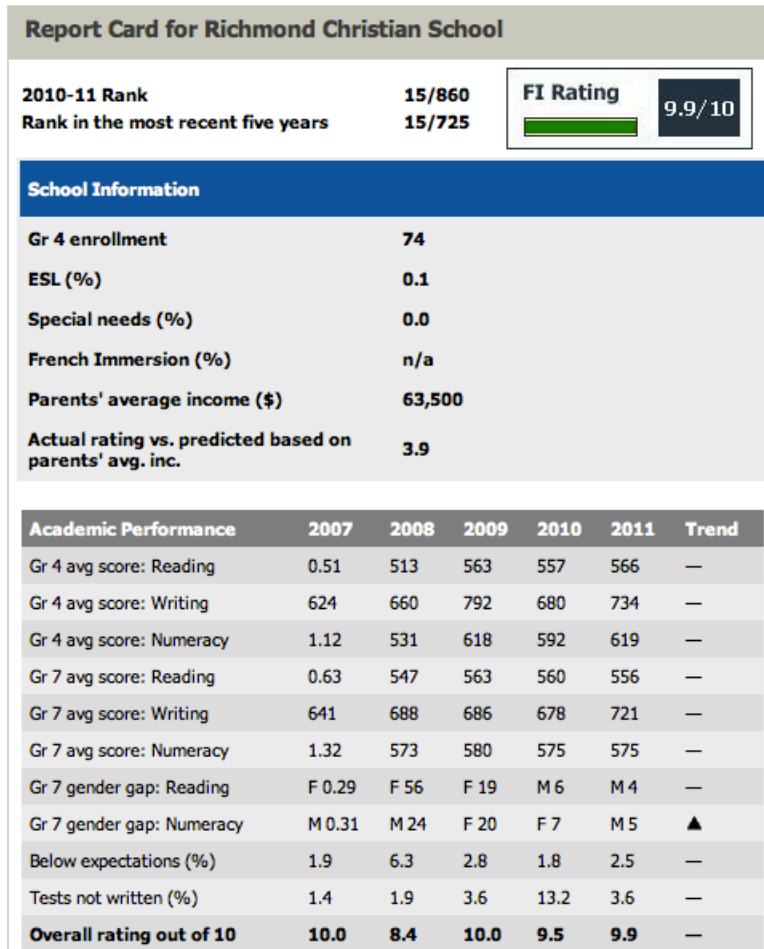 Report Card for Richmond Christian School
2010-11 Rank 15/860
Rank in the most recent five years 15/725
FI Rating 9.9/10
School Information
Gr 4 enrollment 74
ESL (%) 0.1
Special needs (%) 0.0
French Immersion (%) n/a
Parents' average income ($) 63,500
Actual rating vs. predicted based on
parents' avg. inc. 3.9
Academic Performance 2007 2008 2009 2010 2011 Trend
Gr 4 avg score: Reading 0.51 513 563 557 566 —
Gr 4 avg score: Writing 624 660 792 680 734 —
Gr 4 avg score: Numeracy 1.12 531 618 592 619 —
Gr 7 avg score: Reading 0.63 547 563 560 556 —
Gr 7 avg score: Writing 641 688 686 678 721 —
Gr 7 avg score: Numeracy 1.32 573 580 575 575 —
Gr 7 gender gap: Reading F 0.29 F 56 F 19 M 6 M 4 —
Gr 7 gender gap: Numeracy M 0.31 M 24 F 20 F 7 M 5 ▲
Below expectations (%) 1.9 6.3 2.8 1.8 2.5 —
Tests not written (%) 1.4 1.9 3.6 13.2 3.6 —
Overall rating out of 10 10.0 8.4 10.0 9.5 9.9 —